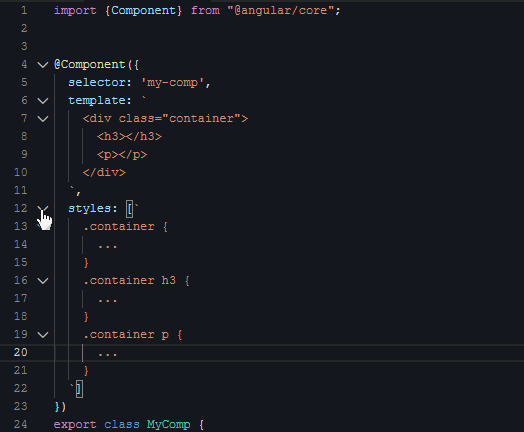 1 import {Component} from "@angular/core";
2
3
4 @Component({
5   selector: 'my-comp',
6   template: `
7     <div class="container">
8       <h3></h3>
9       <p></p>
10     </div>
11   `,
12   styles: [`
13     .container {
14       ...
15     }
16     .container h3 {
17       ...
18     }
19     .container p {
20       ...
21     }
22   `]
23 })
24 export class MyComp {